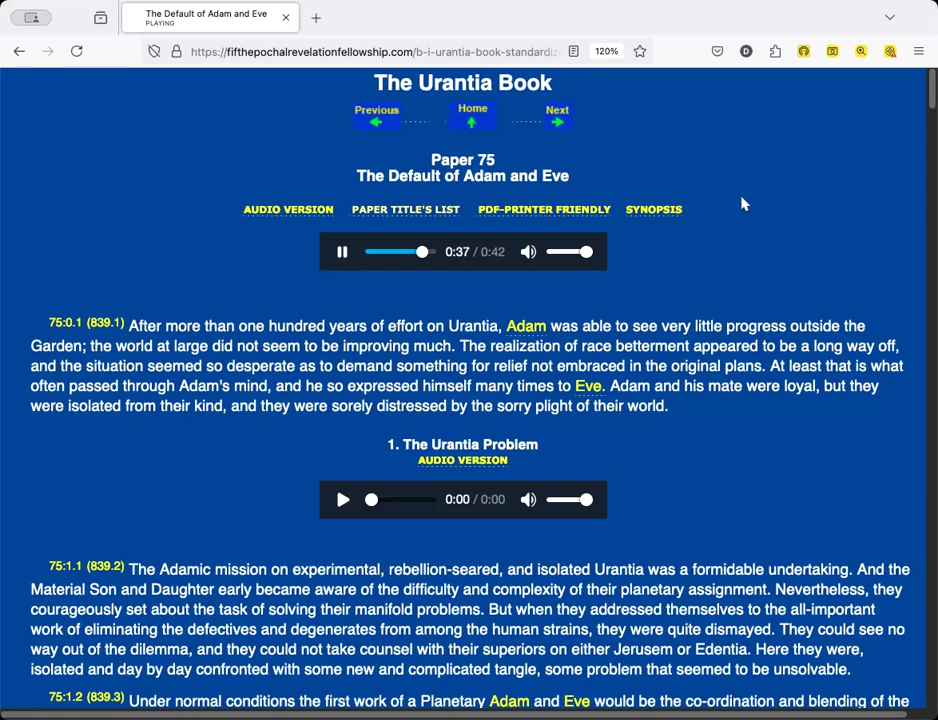 The Default of Adam and Eve
PLAYING
https://fifthepochalrevelationfellowship.com/b-i-urantia-book-standardiz
120%
D
The Urantia Book
Previous
Home
Next
Paper 75
The Default of Adam and Eve
AUDIO VERSION PAPER TITLE'S LIST PDF-PRINTER FRIENDLY SYNOPSIS
0:37 / 0:42
75:0.1 (839.1) After more than one hundred years of effort on Urantia, Adam was able to see very little progress outside the
Garden; the world at large did not seem to be improving much. The realization of race betterment appeared to be a long way off,
and the situation seemed so desperate as to demand something for relief not embraced in the original plans. At least that is what
often passed through Adam's mind, and he so expressed himself many times to Eve. Adam and his mate were loyal, but they
were isolated from their kind, and they were sorely distressed by the sorry plight of their world.
1. The Urantia Problem
AUDIO VERSION
0:00 / 0:00
75:1.1 (839.2) The Adamic mission on experimental, rebellion-seared, and isolated Urantia was a formidable undertaking. And the
Material Son and Daughter early became aware of the difficulty and complexity of their planetary assignment. Nevertheless, they
courageously set about the task of solving their manifold problems. But when they addressed themselves to the all-important
work of eliminating the defectives and degenerates from among the human strains, they were quite dismayed. They could see no
way out of the dilemma, and they could not take counsel with their superiors on either Jerusem or Edentia. Here they were,
isolated and day by day confronted with some new and complicated tangle, some problem that seemed to be unsolvable.
75:1.2 (839.3) Under normal conditions the first work of a Planetary Adam and Eve would be the co-ordination and blending of the